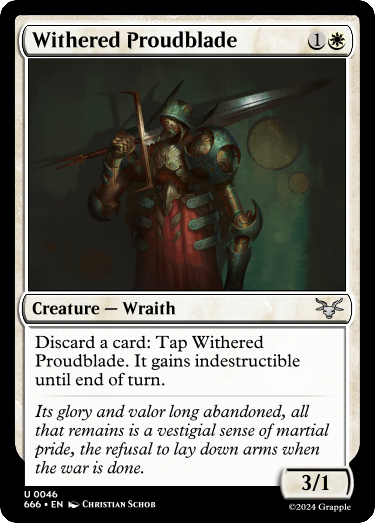 Withered Proudblade 1
Creature — Wraith
Discard a card: Tap Withered
Proudblade. It gains indestructible
until end of turn.
Its glory and valor long abandoned, all
that remains is a vestigial sense of martial
pride, the refusal to lay down arms when
the war is done.
3/1
U 0046
666 • EN Christian Schob
©2024 Grapple